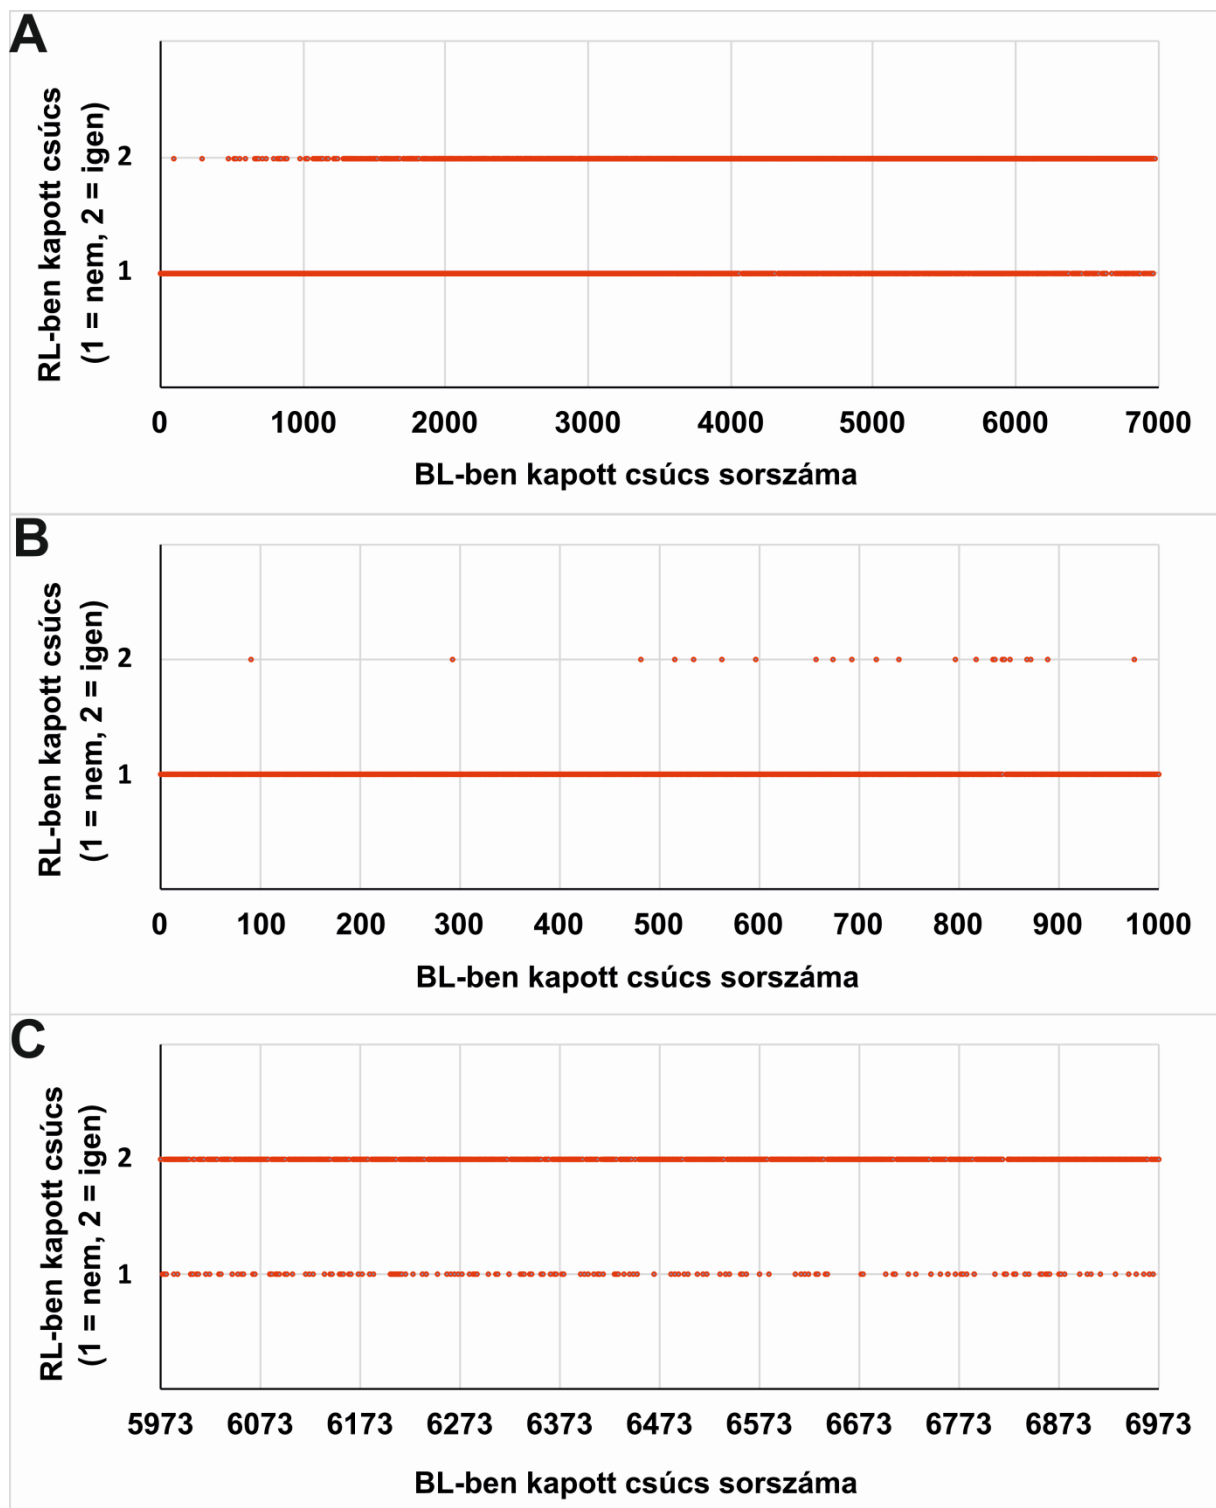 A
RL-ben kapott csúcs
(1 = nem, 2 = igen)
2
1
0 1000 2000 3000 4000 5000 6000 7000
BL-ben kapott csúcs sorszáma
B
RL-ben kapott csúcs
(1 = nem, 2 = igen)
2
1
0 100 200 300 400 500 600 700 800 900 1000
BL-ben kapott csúcs sorszáma
C
RL-ben kapott csúcs
(1 = nem, 2 = igen)
2
1
5973 6073 6173 6273 6373 6473 6573 6673 6773 6873 6973
BL-ben kapott csúcs sorszáma